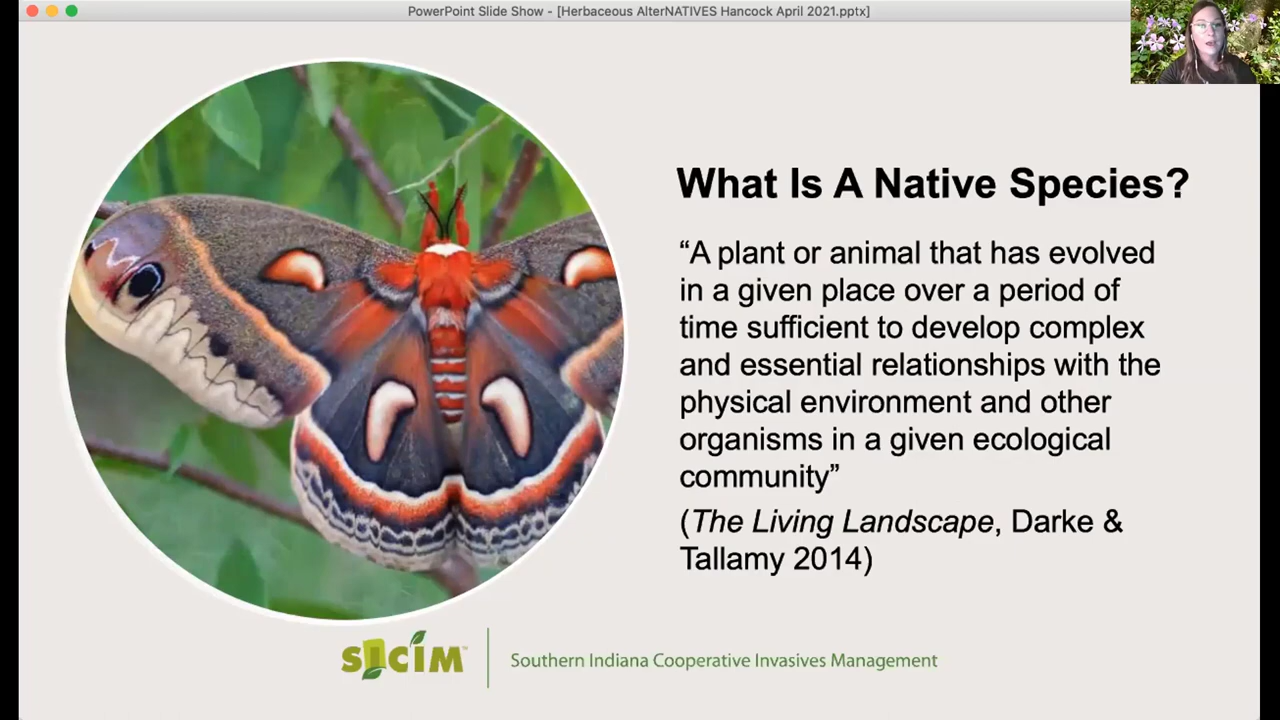 PowerPoint Slide Show - [Herbaceous AlterNATIVES Hancock April 2021.pptx]
What Is A Native Species?
“A plant or animal that has evolved
in a given place over a period of
time sufficient to develop complex
and essential relationships with the
physical environment and other
organisms in a given ecological
community”
(The Living Landscape, Darke &
Tallamy 2014)
SICIM™
Southern Indiana Cooperative Invasives Management